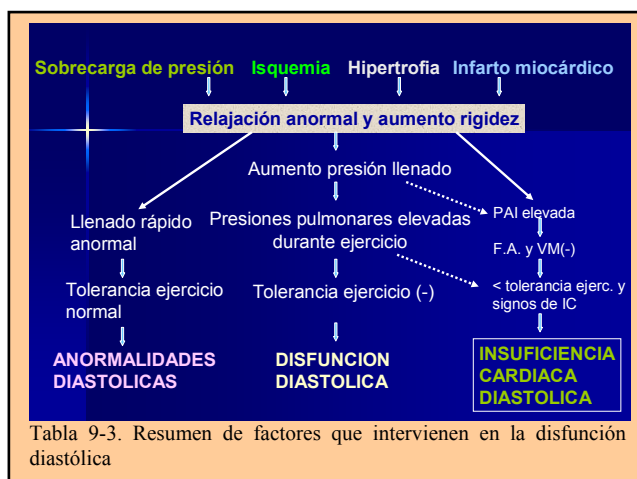 Sobrecarga de presión Isquemia Hipertrofia Infarto miocárdico
Relajación anormal y aumento rigidez
Aumento presión llenado
Llenado rápido
anormal
Presiones pulmonares elevadas
durante ejercicio
PAI elevada
F.A. y VM(-)
Tolerancia ejercicio
normal
Tolerancia ejercicio (-)
< tolerancia ejerc. y
signos de IC
ANORMALIDADES
DIASTOLICAS
DISFUNCION
DIASTOLICA
INSUFICIENCIA
CARDIACA
DIASTOLICA
Tabla 9-3. Resumen de factores que intervienen en la disfunción
diastólica